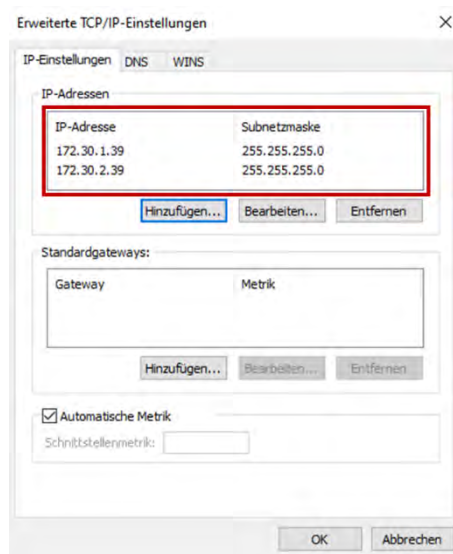 Erweiterte TCP/IP-Einstellungen
IP-Einstellungen DNS WINS
IP-Adressen
IP-Adresse Subnetzmaske
172.30.1.39 255.255.255.0
172.30.2.39 255.255.255.0
Hinzufügen... Bearbeiten... Entfernen
Standardgateways:
Gateway Metrik
Hinzufügen... Bearbeiten... Entfernen
Automatische Metrik
Schnittstellenmetrik:
OK Abbrechen